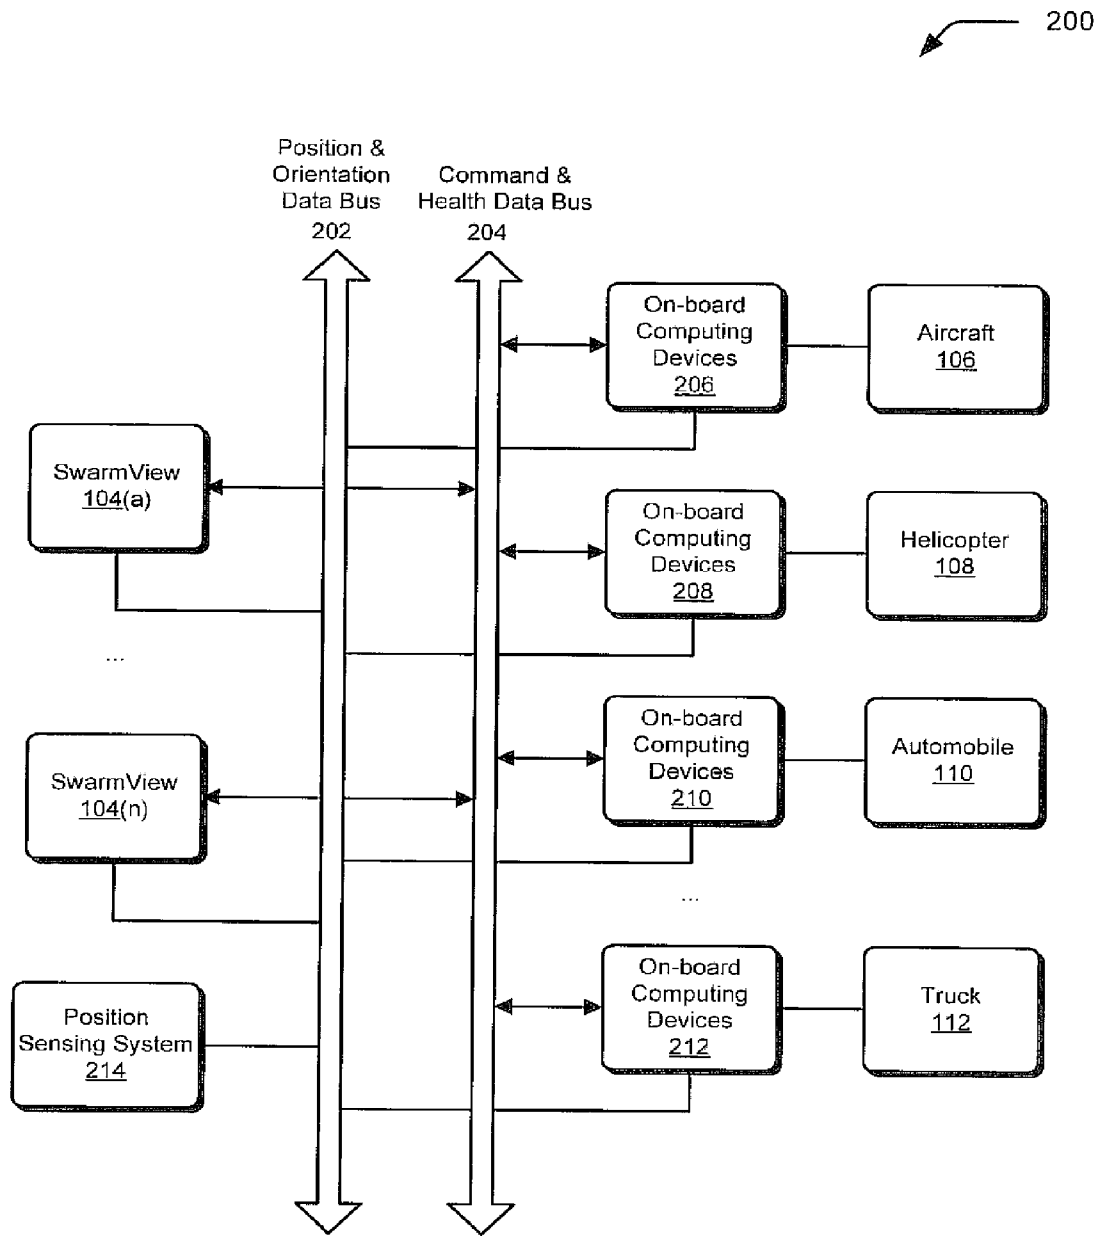 200
Position &
Orientation
Data Bus
202
Command &
Health Data Bus
204
On-board
Computing
Devices
206
Aircraft
106
SwarmView
104(a)
On-board
Computing
Devices
208
Helicopter
108
...
On-board
Computing
Devices
210
Automobile
110
SwarmView
104(n)
...
On-board
Computing
Devices
212
Truck
112
Position
Sensing System
214